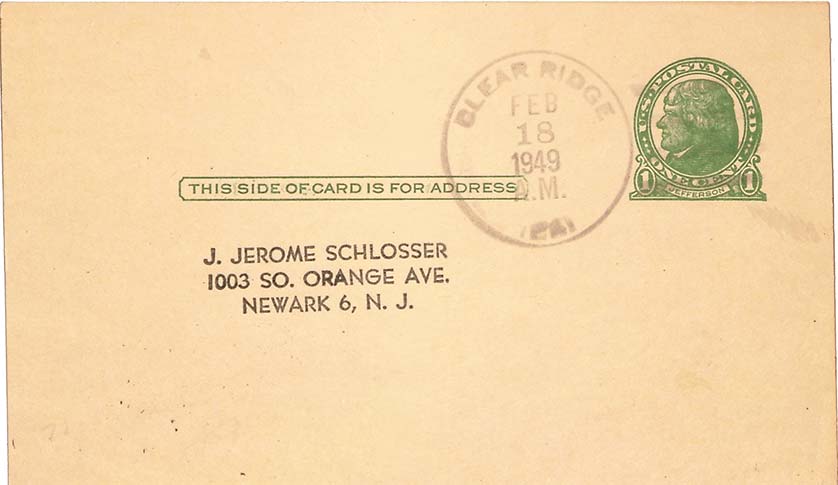 CLEAR RIDGE
FEB
18
1949
A.M.
(PA)
U.S. POSTAL CARD
ONE CENT
1 JEFFERSON 1
THIS SIDE OF CARD IS FOR ADDRESS
J. JEROME SCHLOSSER
1003 SO. ORANGE AVE.
NEWARK 6, N. J.